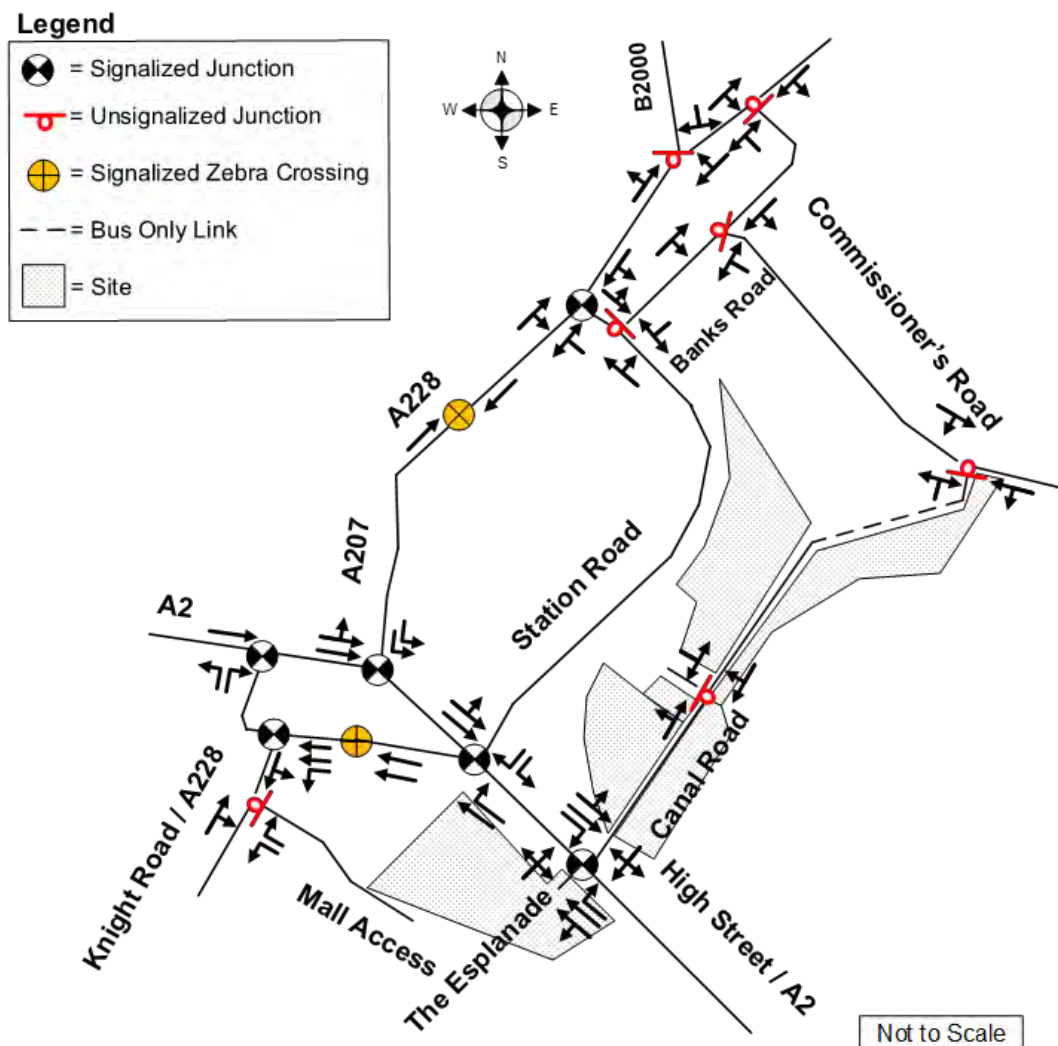 Legend
= Signalized Junction
= Unsignalized Junction
= Signalized Zebra Crossing
= Bus Only Link
= Site
N
W
E
S
B2000
Commissioner's Road
Banks Road
A228
A207
Station Road
A2
Canal Road
Knight Road / A228
Mall Access
The Esplanade
High Street / A2
Not to Scale